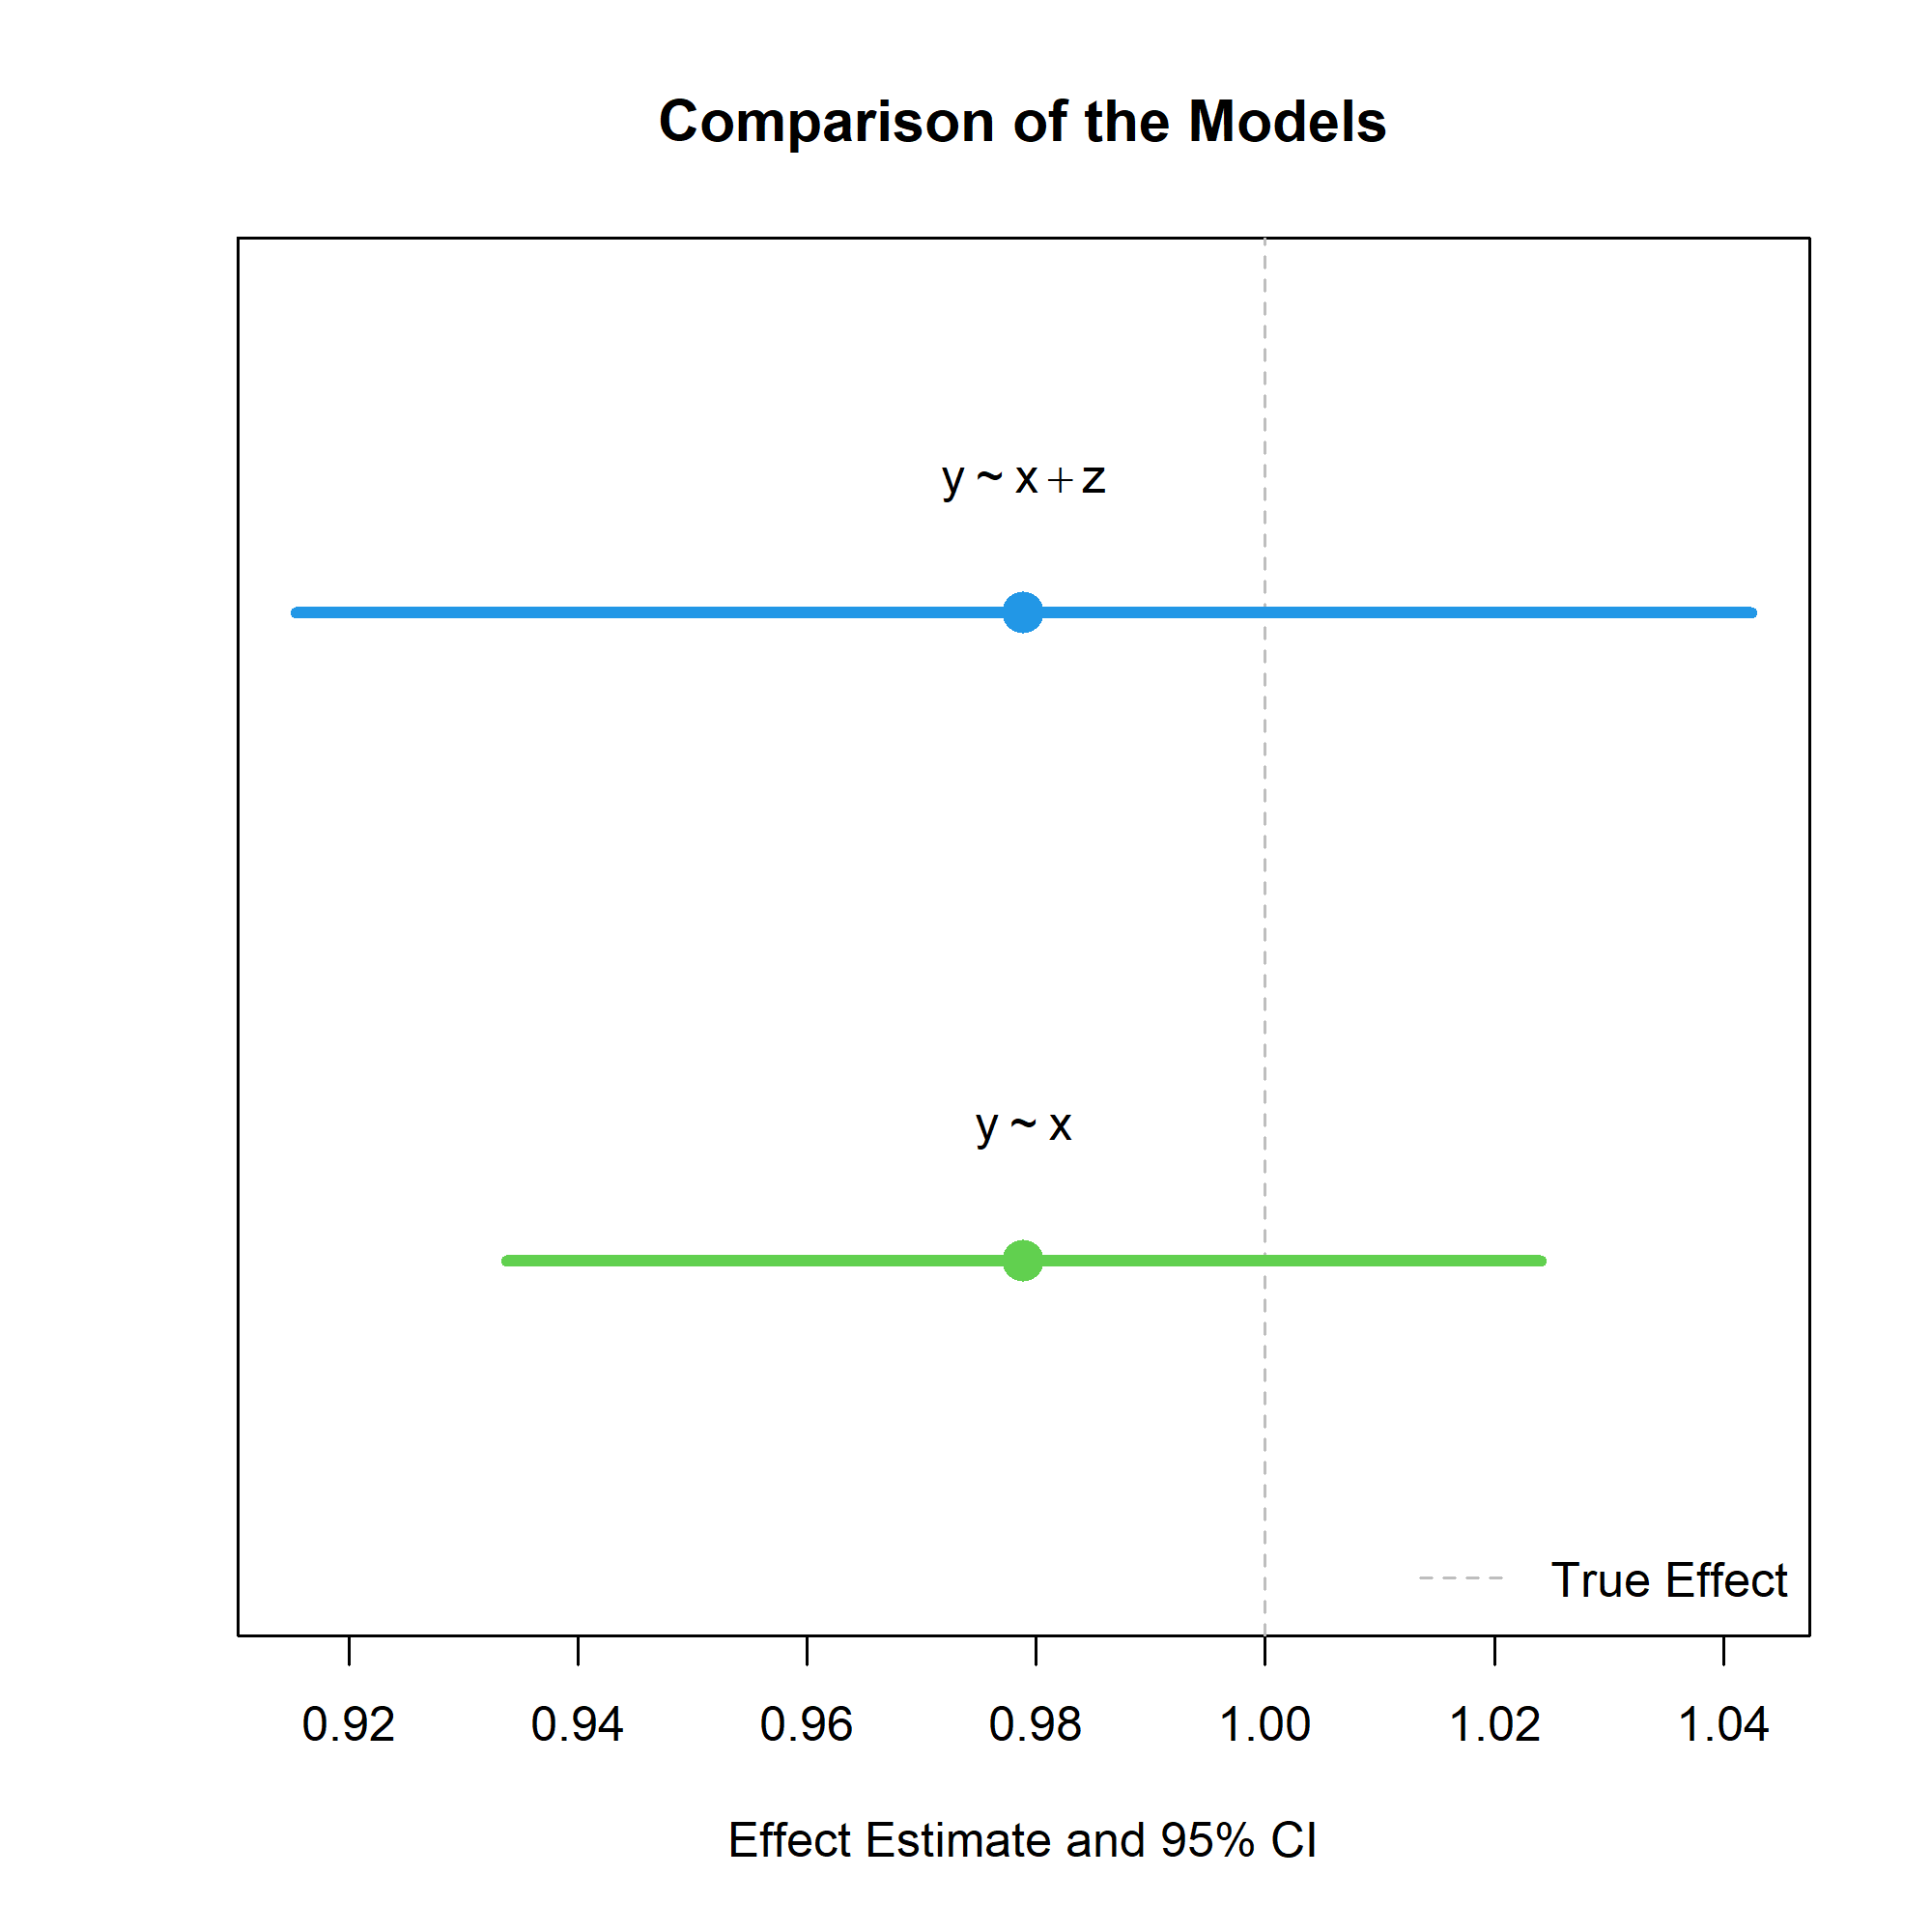 Comparison of the Models
y ~ x + z
y ~ x
True Effect
0.92 0.94 0.96 0.98 1.00 1.02 1.04
Effect Estimate and 95% CI